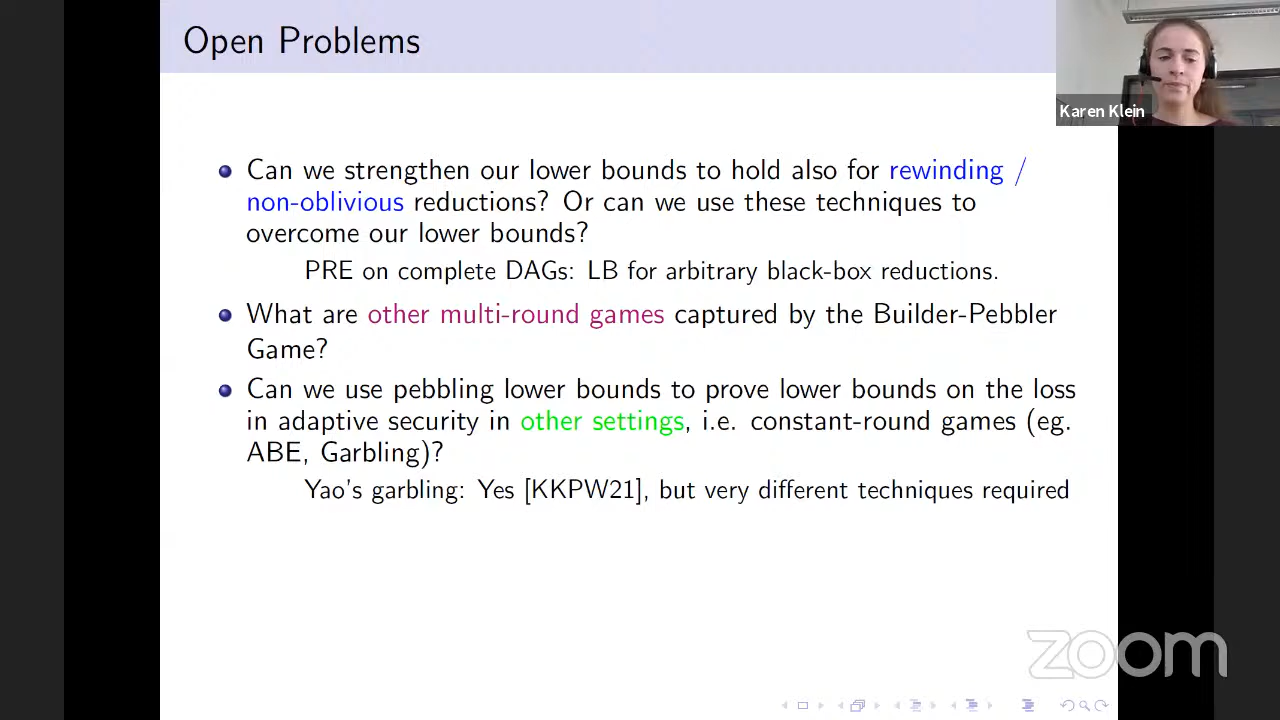 Open Problems
Karen Klein
Can we strengthen our lower bounds to hold also for rewinding /
non-oblivious reductions? Or can we use these techniques to
overcome our lower bounds?
PRE on complete DAGs: LB for arbitrary black-box reductions.
What are other multi-round games captured by the Builder-Pebbler
Game?
Can we use pebbling lower bounds to prove lower bounds on the loss
in adaptive security in other settings, i.e. constant-round games (eg.
ABE, Garbling)?
Yao's garbling: Yes [KKPW21], but very different techniques required
zoom